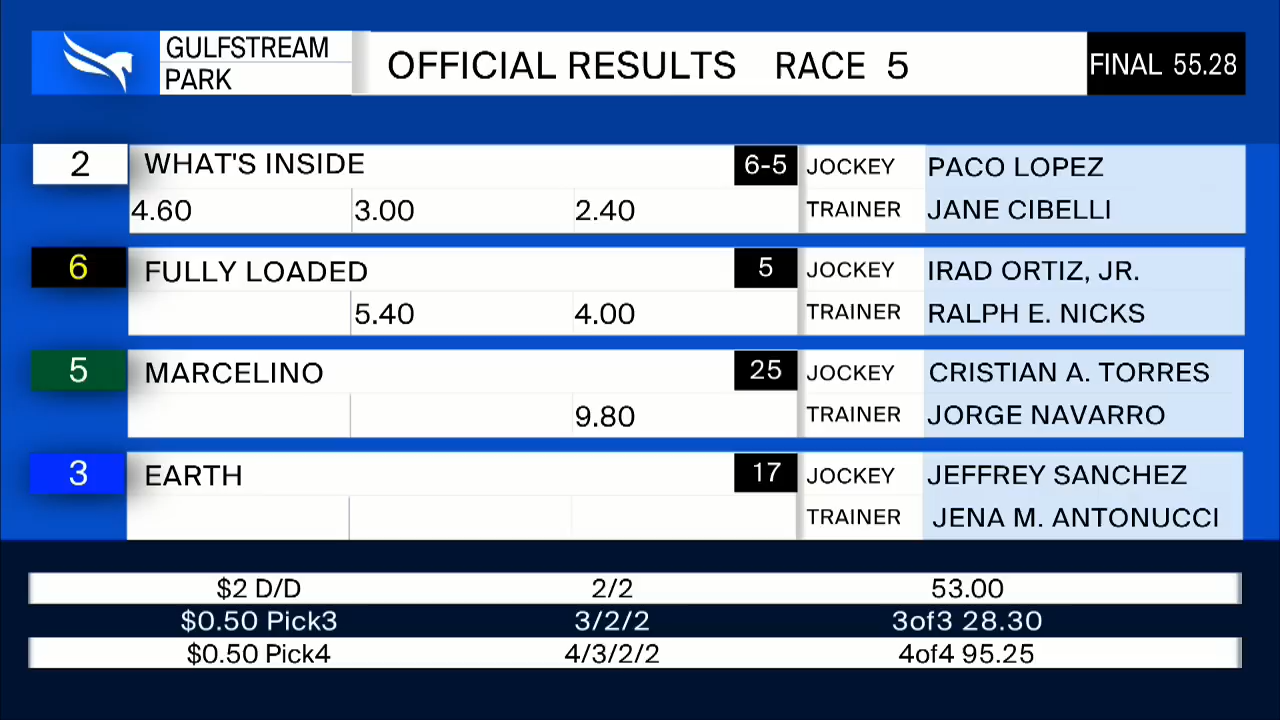 GULFSTREAM PARK
OFFICIAL RESULTS RACE 5
FINAL 55.28
2 WHAT'S INSIDE 6-5 JOCKEY PACO LOPEZ
4.60 3.00 2.40 TRAINER JANE CIBELLI
6 FULLY LOADED 5 JOCKEY IRAD ORTIZ, JR.
5.40 4.00 TRAINER RALPH E. NICKS
5 MARCELINO 25 JOCKEY CRISTIAN A. TORRES
9.80 TRAINER JORGE NAVARRO
3 EARTH 17 JOCKEY JEFFREY SANCHEZ
TRAINER JENA M. ANTONUCCI
$2 D/D 2/2 53.00
$0.50 Pick3 3/2/2 3of3 28.30
$0.50 Pick4 4/3/2/2 4of4 95.25